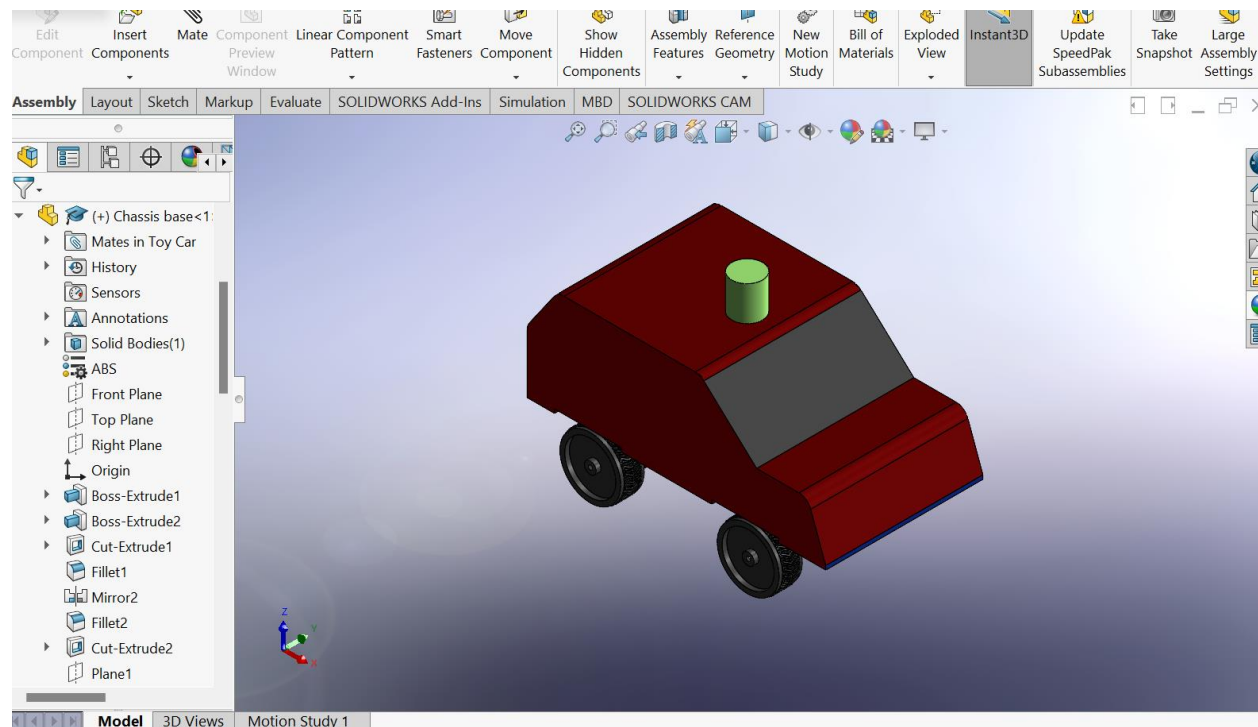 Edit Component
Insert Components
Mate
Component Preview Window
Linear Component Pattern
Smart Fasteners
Move Component
Show Hidden Components
Assembly Features
Reference Geometry
New Motion Study
Bill of Materials
Exploded View
Instant3D
Update SpeedPak Subassemblies
Take Snapshot
Large Assembly Settings
Assembly Layout Sketch Markup Evaluate SOLIDWORKS Add-Ins Simulation MBD SOLIDWORKS CAM
(+) Chassis base<1
Mates in Toy Car
History
Sensors
Annotations
Solid Bodies(1)
ABS
Front Plane
Top Plane
Right Plane
Origin
Boss-Extrude1
Boss-Extrude2
Cut-Extrude1
Fillet1
Mirror2
Fillet2
Cut-Extrude2
Plane1
Z
Y
X
Model 3D Views Motion Study 1